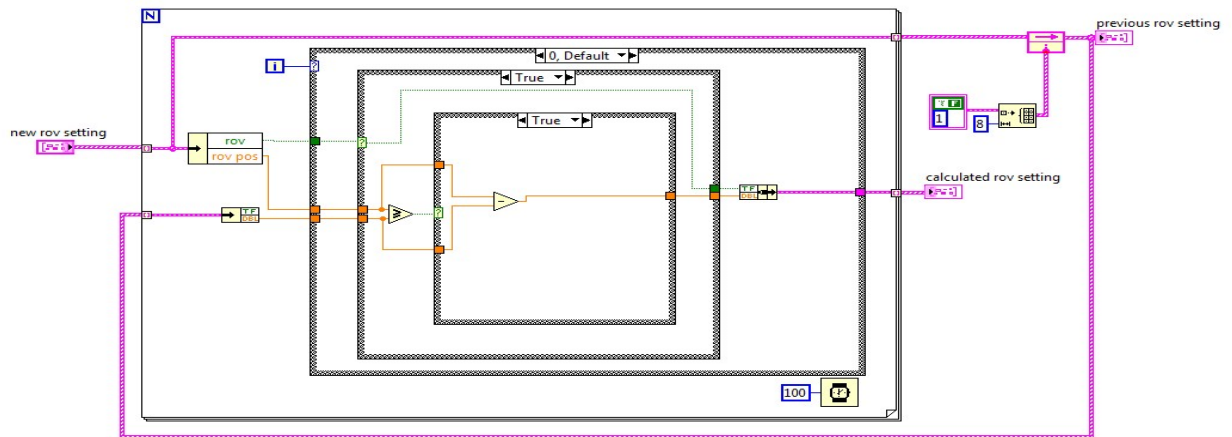 N
previous rov setting
0, Default
i
?
True
T F
1
8
new rov setting
rov
rov pos
?
True
calculated rov setting
TF
DBL
?
TF
DBL
100